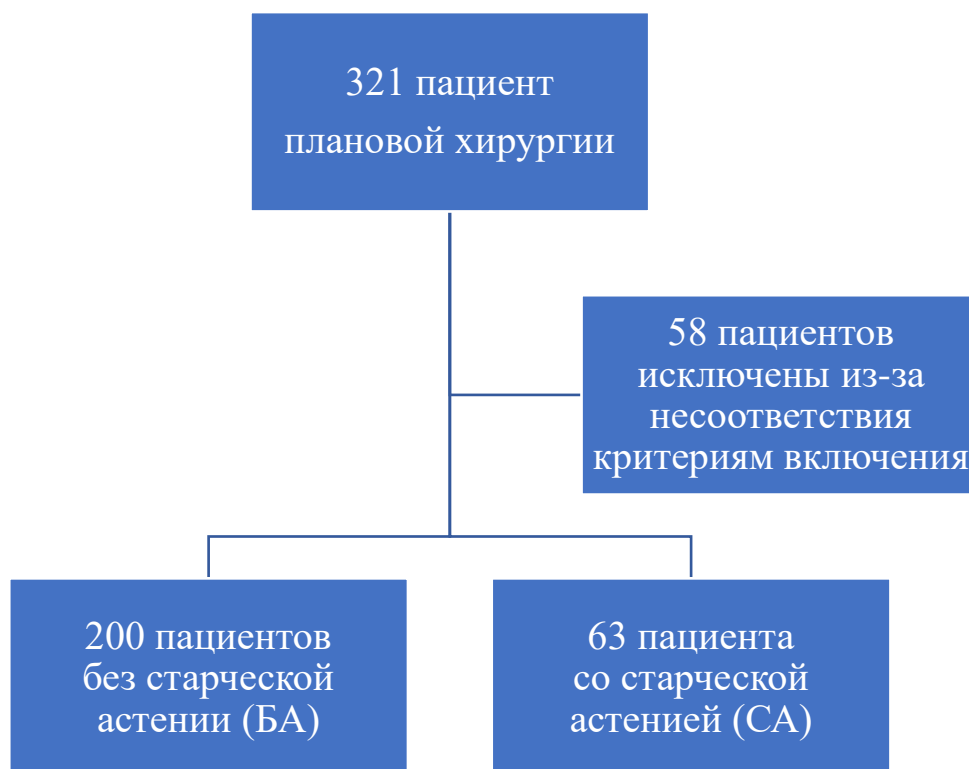 321 пациент
плановой хирургии
58 пациентов
исключены из-за
несоответствия
критериям включения
200 пациентов
без старческой
астении (БА)
63 пациента
со старческой
астенией (СА)